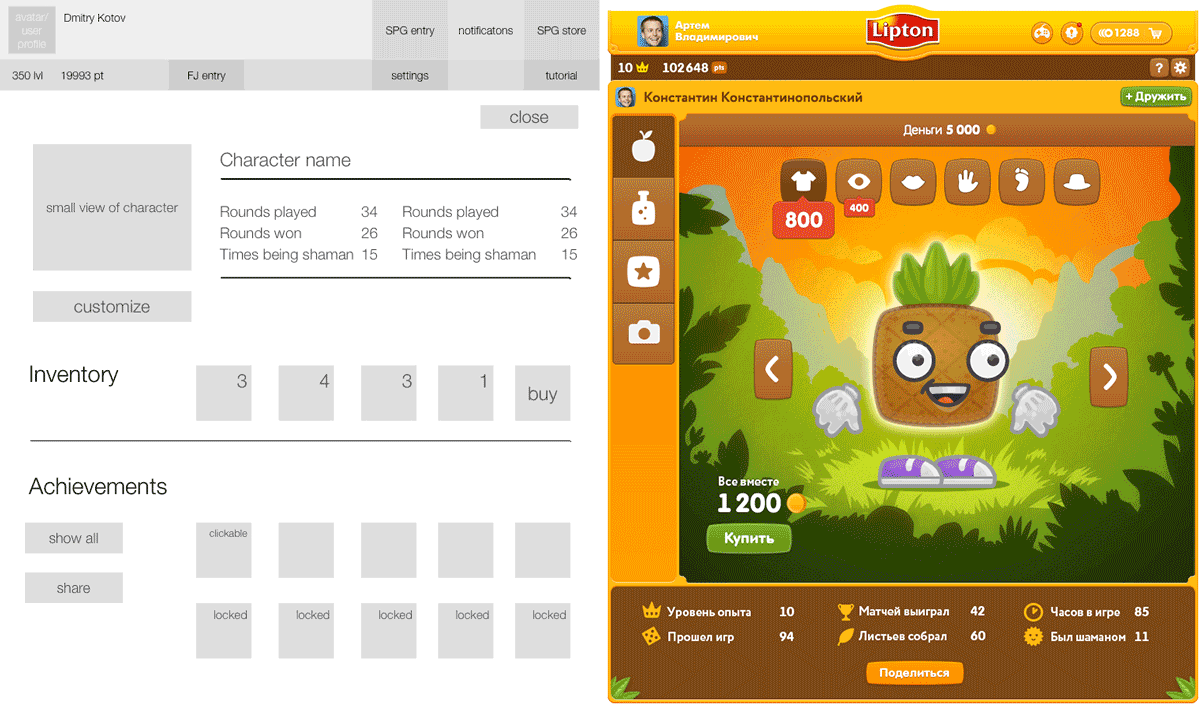 avatar/
user
profile
Dmitry Kotov
SPG entry
notificatons
SPG store
350 lvl
19993 pt
FJ entry
settings
tutorial
close
small view of character
Character name
Rounds played 34
Rounds won 26
Times being shaman 15
Rounds played 34
Rounds won 26
Times being shaman 15
customize
Inventory
3
4
3
1
buy
Achievements
show all
share
clickable
locked
locked
locked
locked
locked
Артем
Владимирович
Lipton
1288
10
102648 pts
?
Константин Константинопольский
+ Дружить
Деньги 5 000
800
400
Все вместе
1 200
Купить
Уровень опыта 10
Прошел игр 94
Матчей выиграл 42
Листьев собрал 60
Часов в игре 85
Был шаманом 11
Поделиться